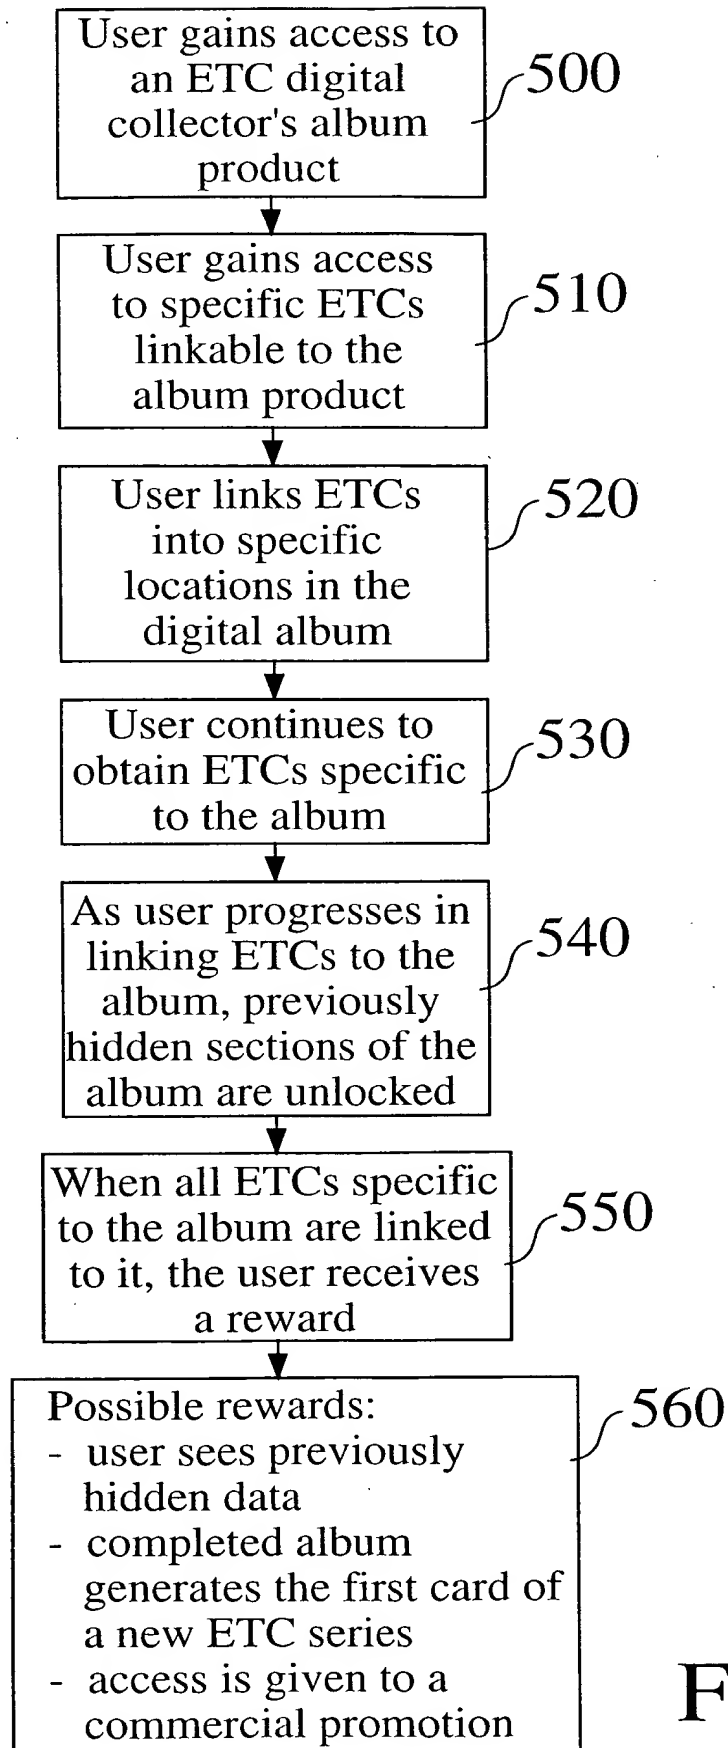 User gains access to
an ETC digital
collector's album
product
500
User gains access
to specific ETCs
linkable to the
album product
510
User links ETCs
into specific
locations in the
digital album
520
User continues to
obtain ETCs specific
to the album
530
As user progresses in
linking ETCs to the
album, previously
hidden sections of the
album are unlocked
540
When all ETCs specific
to the album are linked
to it, the user receives
a reward
550
Possible rewards:
- user sees previously
hidden data
- completed album
generates the first card of
a new ETC series
- access is given to a
commercial promotion
560
F